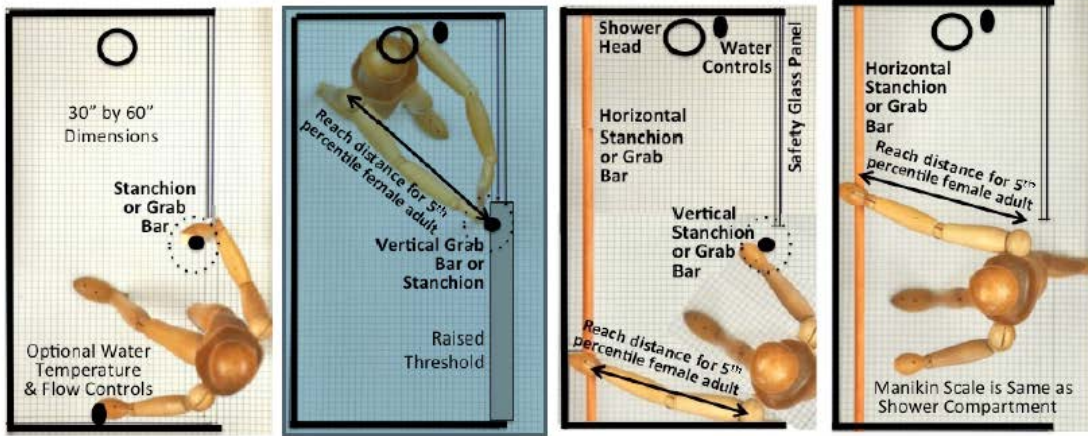 30” by 60”
Dimensions
Stanchion
or Grab
Bar
Optional Water
Temperature
& Flow Controls
Reach distance for 5th
percentile female adult
Vertical Grab
Bar or
Stanchion
Raised
Threshold
Shower
Head
Water
Controls
Safety Glass Panel
Horizontal
Stanchion
or Grab
Bar
Vertical
Stanchion
or Grab
Bar
Reach distance for 5th
percentile female adult
Horizontal
Stanchion
or Grab
Bar
Reach distance for 5th
percentile female adult
Manikin Scale is Same as
Shower Compartment